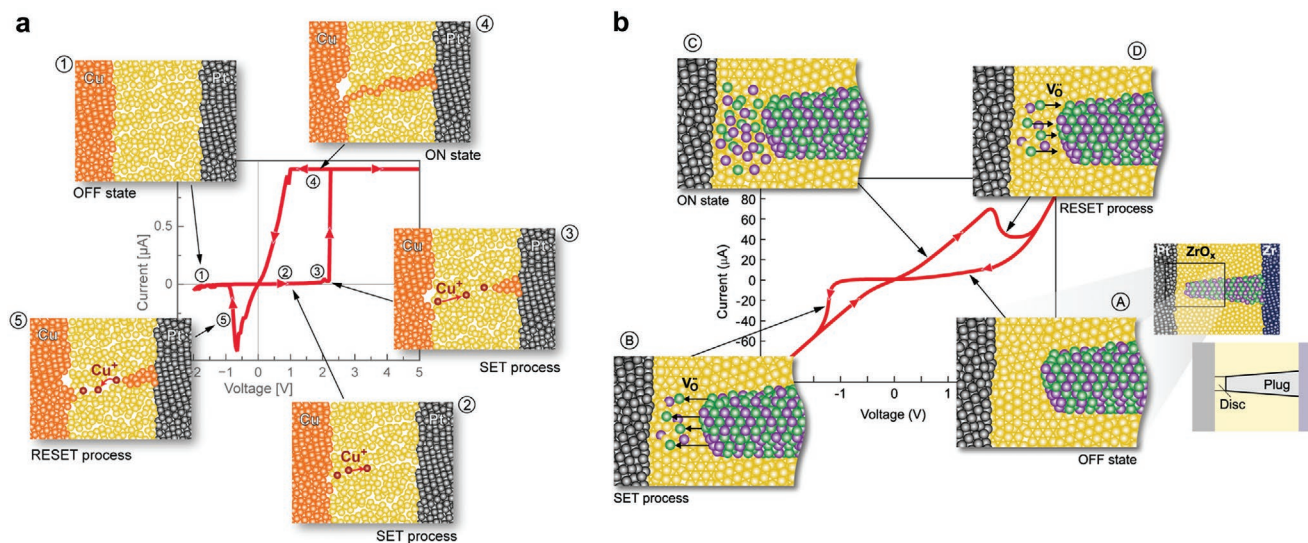 a
①
Cu
Pt
OFF state
④
Cu
Pt
ON state
③
Cu
Cu⁺
SET process
⑤
Cu
Pt
Cu⁺
RESET process
②
Cu
Pt
Cu⁺
SET process
Current [µA]
0.5
0
① ② ③ ④ ⑤
2 0 1 2 3 4 5
Voltage [V]
b
Ⓒ
ON state
Ⓓ
V_O¨
RESET process
Current (µA)
80
60
40
20
0
-20
-40
60
-1 0 1
Voltage (V)
Ⓑ
V_O¨
SET process
Ⓐ
OFF state
ZrOₓ
Zr
Plug
Disc